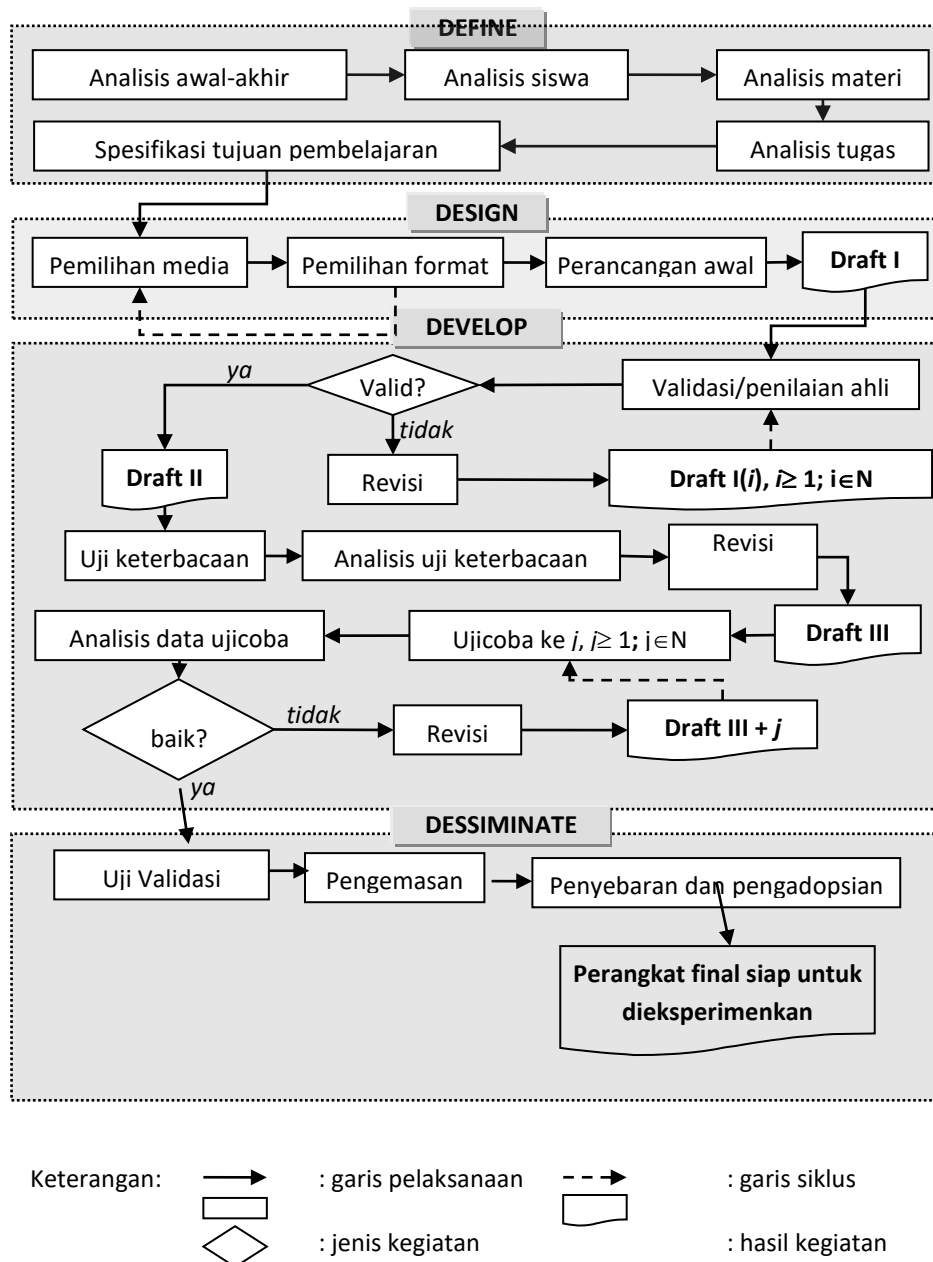 DEFINE
Analisis awal-akhir
Analisis siswa
Analisis materi
Spesifikasi tujuan pembelajaran
Analisis tugas
DESIGN
Pemilihan media
Pemilihan format
Perancangan awal
Draft I
DEVELOP
ya
Valid?
Validasi/penilaian ahli
tidak
Draft II
Revisi
Draft I(i), i≥ 1; i∈N
Uji keterbacaan
Analisis uji keterbacaan
Revisi
Analisis data ujicoba
Ujicoba ke j, j≥ 1; j∈N
Draft III
baik?
tidak
Revisi
Draft III + j
ya
DESSIMINATE
Uji Validasi
Pengemasan
Penyebaran dan pengadopsian
Perangkat final siap untuk
dieksperimenkan
Keterangan:
: garis pelaksanaan
: garis siklus
: jenis kegiatan
: hasil kegiatan